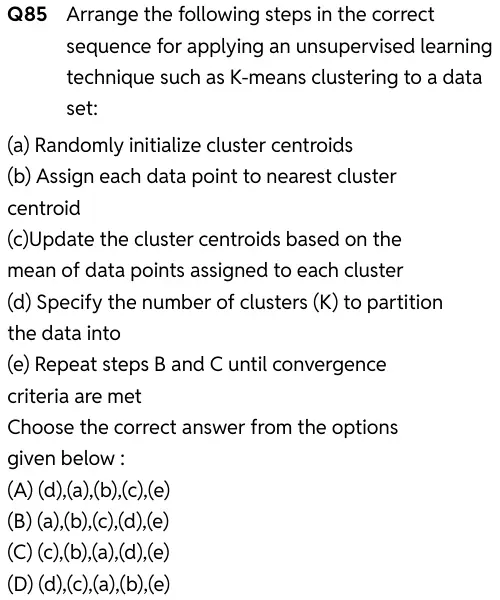 Q85 Arrange the following steps in the correct
sequence for applying an unsupervised learning
technique such as K-means clustering to a data
set:
(a) Randomly initialize cluster centroids
(b) Assign each data point to nearest cluster
centroid
(c)Update the cluster centroids based on the
mean of data points assigned to each cluster
(d) Specify the number of clusters (K) to partition
the data into
(e) Repeat steps B and C until convergence
criteria are met
Choose the correct answer from the options
given below :
(A) (d),(a),(b),(c),(e)
(B) (a),(b),(c),(d),(e)
(C) (c),(b),(a),(d),(e)
(D) (d),(c),(a),(b),(e)